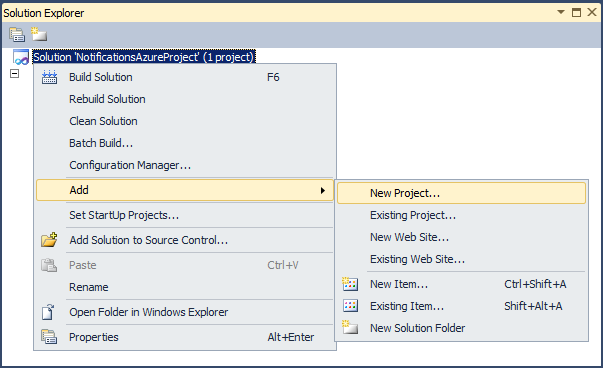 Solution Explorer
Solution 'NotificationsAzureProject' (1 project)
Build Solution F6
Rebuild Solution
Clean Solution
Batch Build...
Configuration Manager...
Add
Set StartUp Projects...
Add Solution to Source Control...
Paste Ctrl+V
Rename
Open Folder in Windows Explorer
Properties Alt+Enter
New Project...
Existing Project...
New Web Site...
Existing Web Site...
New Item... Ctrl+Shift+A
Existing Item... Shift+Alt+A
New Solution Folder